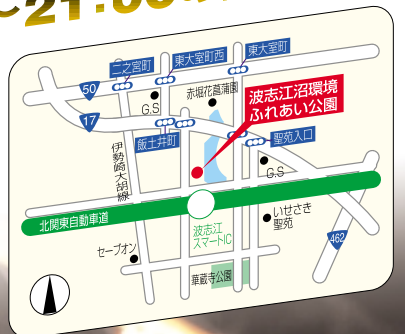 ～21:00
二之宮町
東大室町西
東大室町
50
G.S
赤堀花菖蒲園
波志江沼環境
ふれあい公園
17
飯土井町
聖苑入口
伊勢崎大胡線
G.S
北関東自動車道
波志江
スマートIC
いせさき
聖苑
セーブオン
462
華蔵寺公園